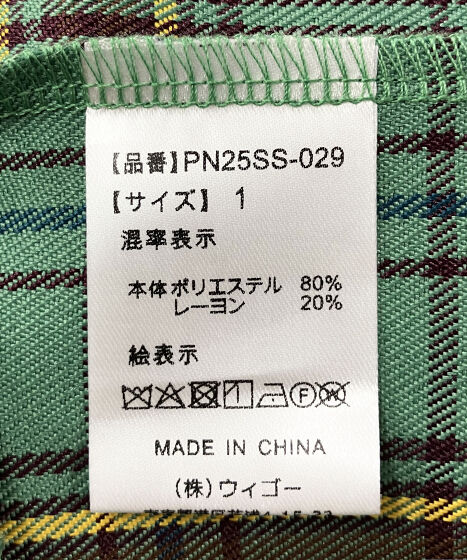 【品番】PN25SS-029
【サイズ】 1
混率表示
本体 ポリエステル 80%
レーヨン 20%
絵表示
MADE IN CHINA
(株)ウィゴー